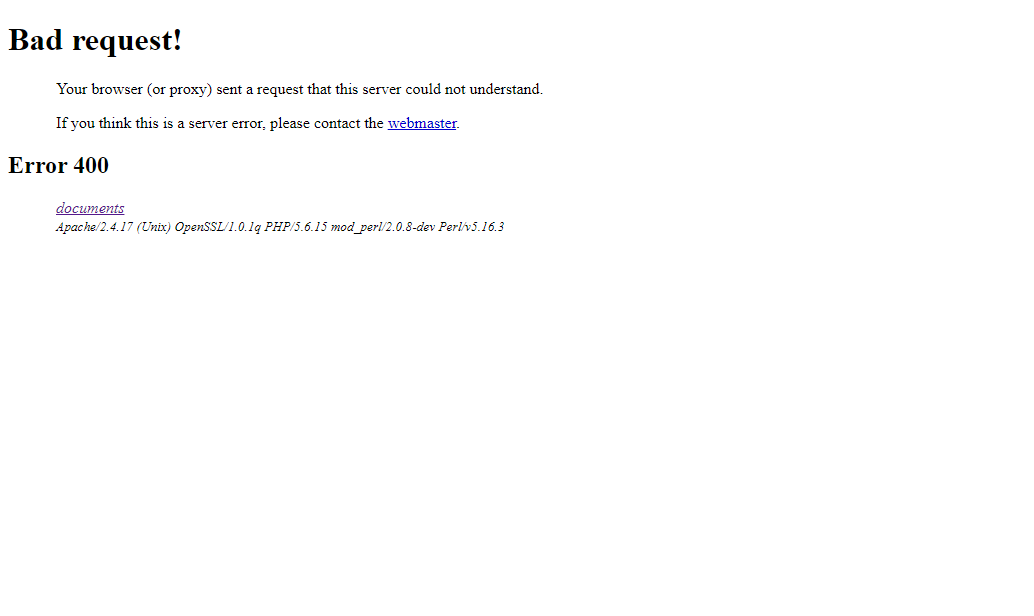 Bad request!
Your browser (or proxy) sent a request that this server could not understand.
If you think this is a server error, please contact the webmaster.
Error 400
documents
Apache/2.4.17 (Unix) OpenSSL/1.0.1q PHP/5.6.15 mod_perl/2.0.8-dev Perl/v5.16.3